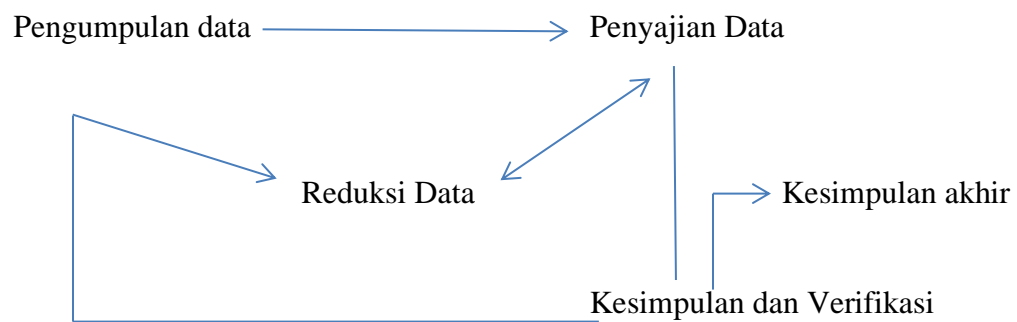 Pengumpulan data
Penyajian Data
Reduksi Data
Kesimpulan akhir
Kesimpulan dan Verifikasi